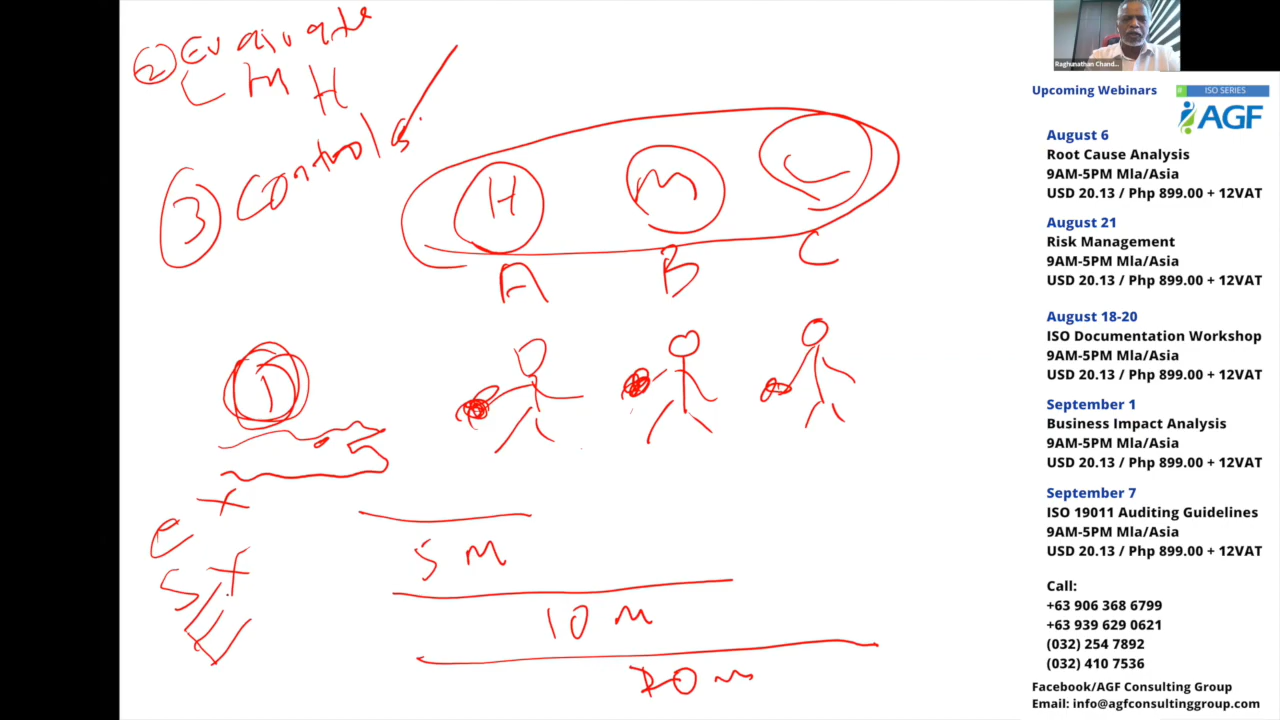 ② Evaluate
L M H
③ Controls
H M L
A B C
1
5 M
10 M
20 m
e
S
Raghunathan Chand...
Upcoming Webinars
ISO SERIES
AGF
August 6
Root Cause Analysis
9AM-5PM Mla/Asia
USD 20.13 / Php 899.00 + 12VAT
August 21
Risk Management
9AM-5PM Mla/Asia
USD 20.13 / Php 899.00 + 12VAT
August 18-20
ISO Documentation Workshop
9AM-5PM Mla/Asia
USD 20.13 / Php 899.00 + 12VAT
September 1
Business Impact Analysis
9AM-5PM Mla/Asia
USD 20.13 / Php 899.00 + 12VAT
September 7
ISO 19011 Auditing Guidelines
9AM-5PM Mla/Asia
USD 20.13 / Php 899.00 + 12VAT
Call:
+63 906 368 6799
+63 939 629 0621
(032) 254 7892
(032) 410 7536
Facebook/AGF Consulting Group
Email: info@agfconsultinggroup.com